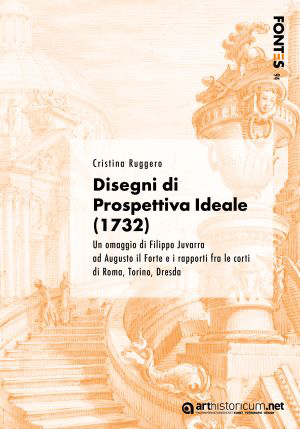 FONTES 94
Cristina Ruggero
Disegni di
Prospettiva Ideale
(1732)
Un omaggio di Filippo Juvarra
ad Augusto il Forte e i rapporti fra le corti
di Roma, Torino, Dresda
arthistoricum.net